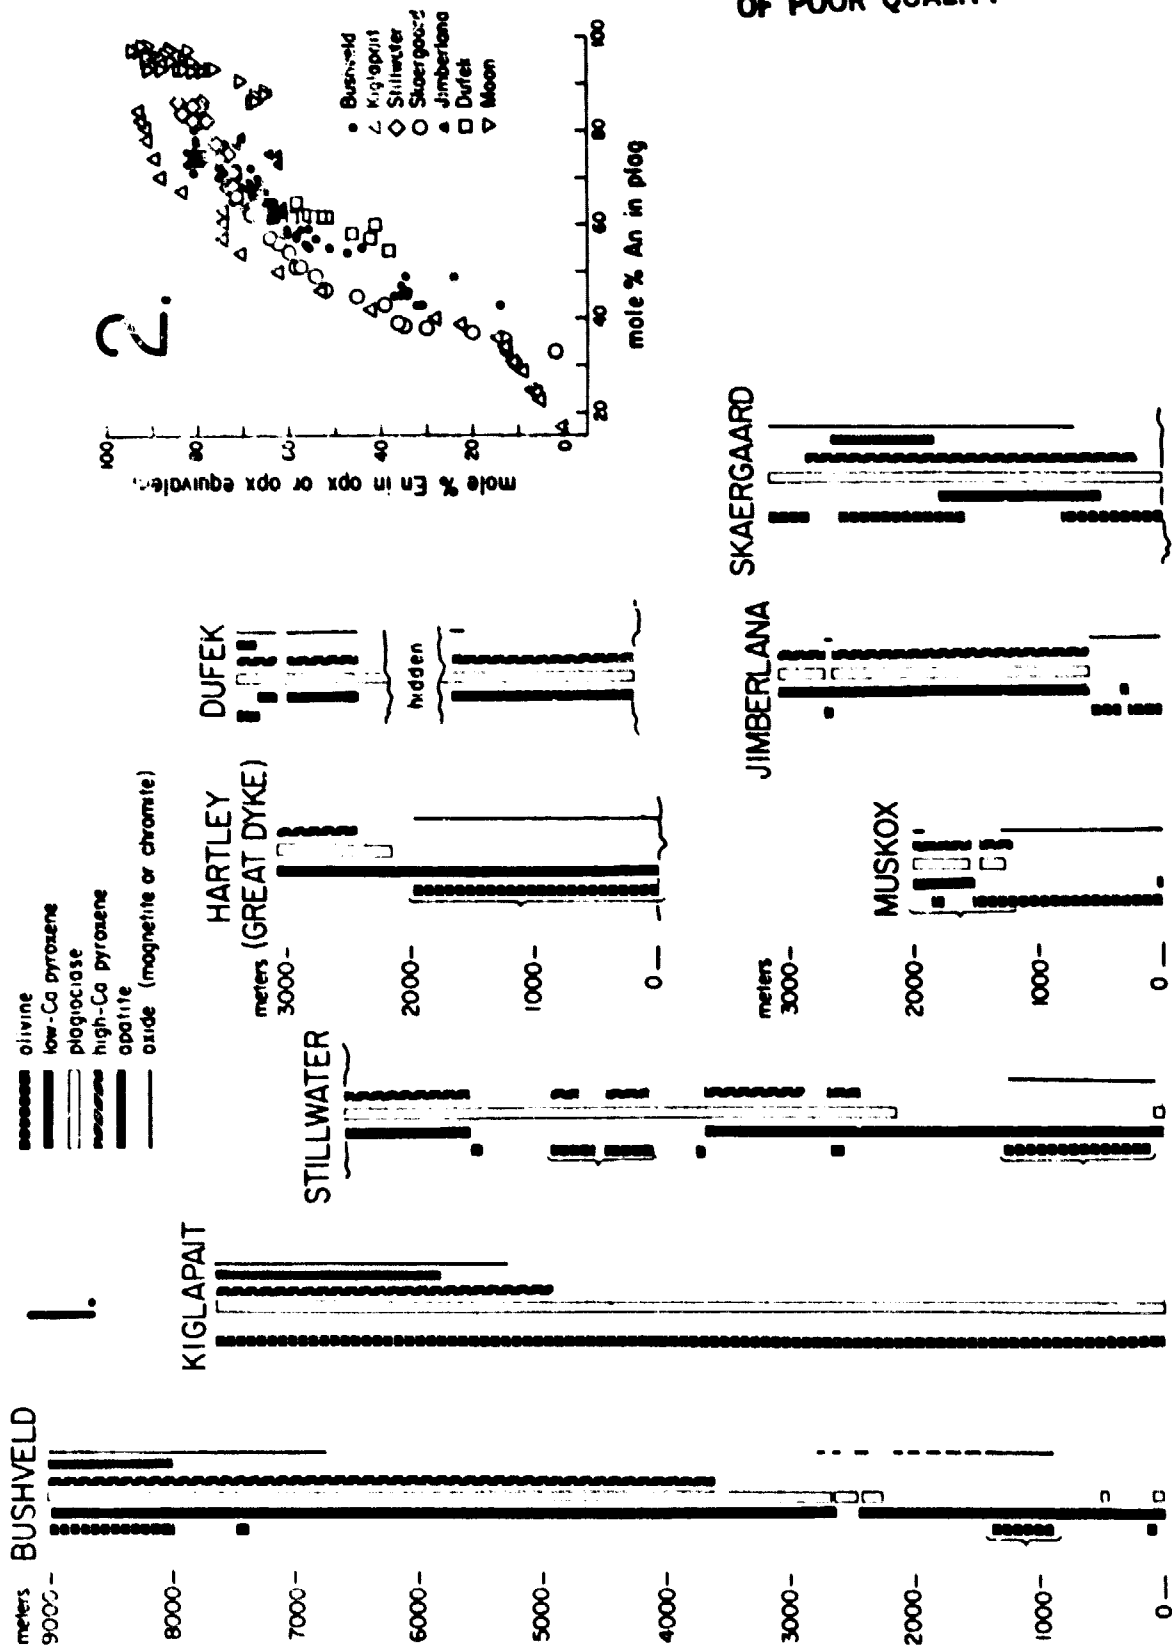 OF POOR QUALITY
1.
olivine
low-Ca pyroxene
plagioclase
high-Ca pyroxene
apatite
oxide (magnetite or chromite)
BUSHVELD
meters
9000-
8000-
7000-
6000-
5000-
4000-
3000-
2000-
1000-
0-
KIGLAPAIT
STILLWATER
HARTLEY
(GREAT DYKE)
meters
3000-
2000-
1000-
0-
DUFEK
hidden
MUSKOX
meters
3000-
2000-
1000-
0-
JIMBERLANA
SKAERGAARD
2.
mole % En in opx or opx equivalen
100
80
60
40
20
0
20
40
60
80
100
mole % An in plag
Bushveld
Kiglapait
Stillwater
Skaergaard
Jimberlana
Dufek
Moon